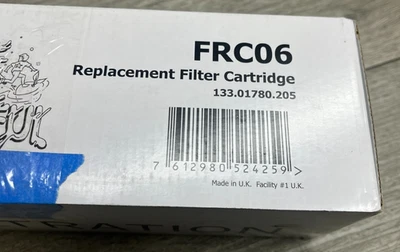 FRC06
Replacement Filter Cartridge
133.01780.205
7 612980 524259 >
Made in U.K. Facility #1 U.K.